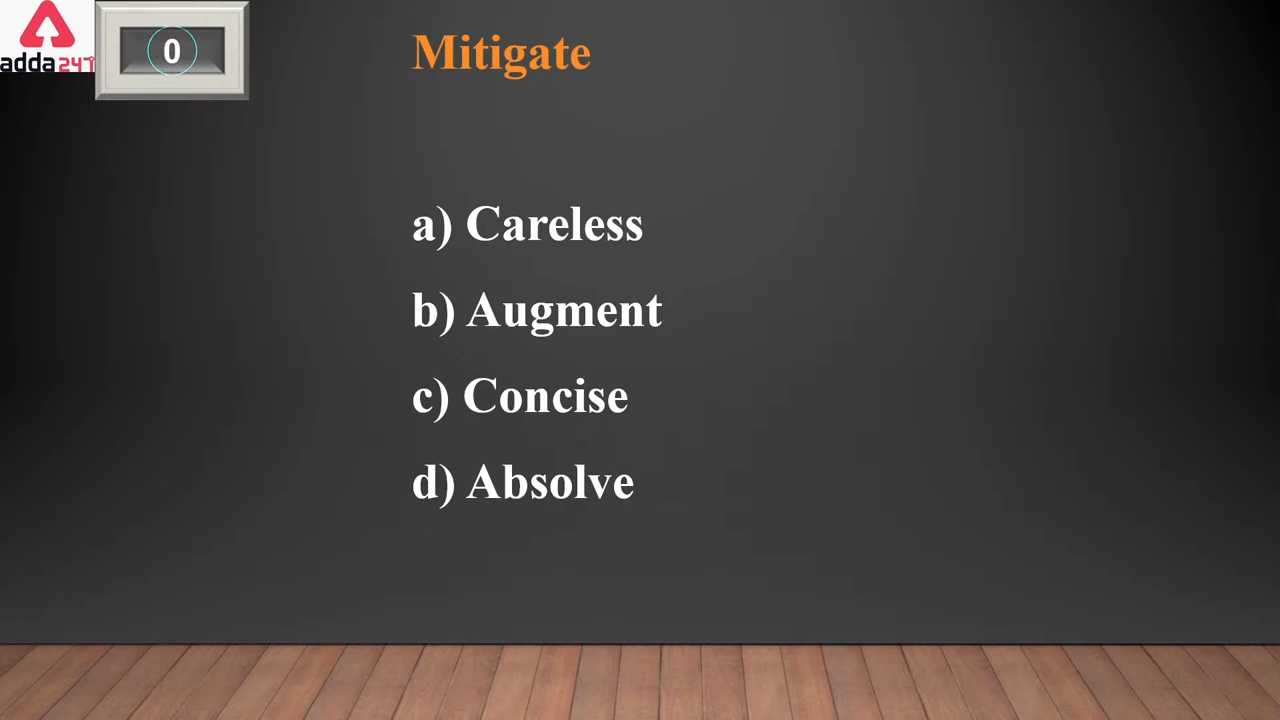 adda247
0
Mitigate
a) Careless
b) Augment
c) Concise
d) Absolve